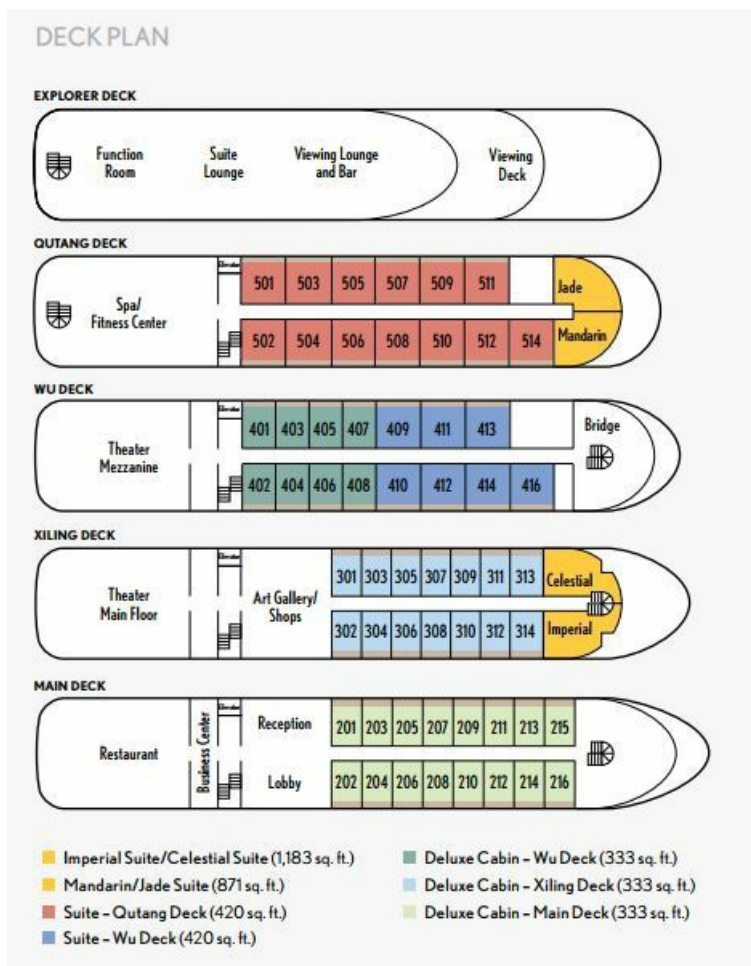 DECK PLAN
EXPLORER DECK
Function
Room
Suite
Lounge
Viewing Lounge
and Bar
Viewing
Deck
QUTANG DECK
Spa/
Fitness Center
Elevator
501 503 505 507 509 511
502 504 506 508 510 512 514
Jade
Mandarin
WU DECK
Theater
Mezzanine
Elevator
401 403 405 407 409 411 413
402 404 406 408 410 412 414 416
Bridge
XILING DECK
Theater
Main Floor
Elevator
Art Gallery/
Shops
301 303 305 307 309 311 313
302 304 306 308 310 312 314
Celestial
Imperial
MAIN DECK
Restaurant
Business Center
Elevator
Reception
Lobby
201 203 205 207 209 211 213 215
202 204 206 208 210 212 214 216
Imperial Suite/Celestial Suite (1,183 sq. ft.)
Mandarin/Jade Suite (871 sq. ft.)
Suite – Qutang Deck (420 sq. ft.)
Suite – Wu Deck (420 sq. ft.)
Deluxe Cabin – Wu Deck (333 sq. ft.)
Deluxe Cabin – Xiling Deck (333 sq. ft.)
Deluxe Cabin – Main Deck (333 sq. ft.)